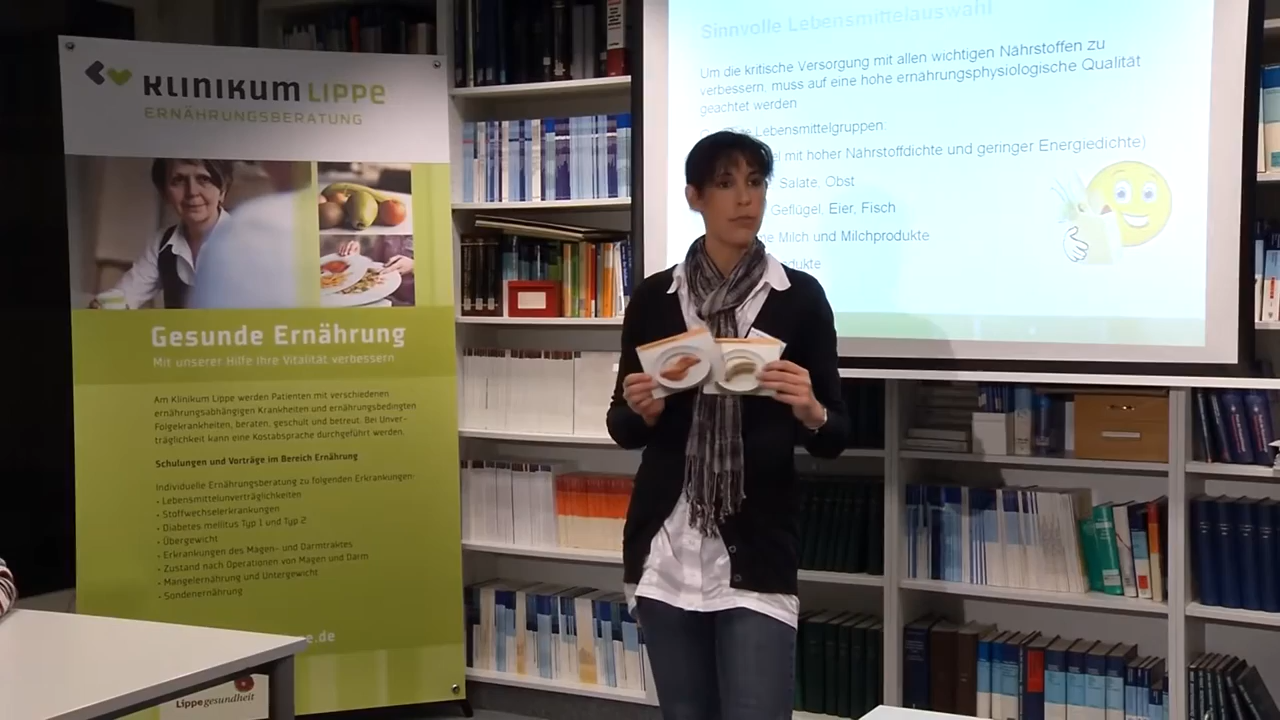 KLINIKUM LIPPE
ERNÄHRUNGSBERATUNG
Gesunde Ernährung
Mit unserer Hilfe Ihre Vitalität verbessern
Am Klinikum Lippe werden Patienten mit verschiedenen
ernährungsabhängigen Krankheiten und ernährungsbedingten
Folgekrankheiten, beraten, geschult und betreut. Bei Unver-
träglichkeit kann eine Kostabsprache durchgeführt werden.
Schulungen und Vorträge im Bereich Ernährung
Individuelle Ernährungsberatung zu folgenden Erkrankungen:
• Lebensmittelunverträglichkeiten
• Stoffwechselerkrankungen
• Diabetes mellitus Typ 1 und Typ 2
• Übergewicht
• Erkrankungen des Magen- und Darmtraktes
• Zustand nach Operationen von Magen und Darm
• Mangelernährung und Untergewicht
• Sondenernährung
e.de
Lippegesundheit
Sinnvolle Lebensmittelauswahl
Um die kritische Versorgung mit allen wichtigen Nährstoffen zu
verbessern, muss auf eine hohe ernährungsphysiologische Qualität
geachtet werden
Lebensmittelgruppen
mit hoher Nährstoffdichte und geringer Energiedichte)
Salate, Obst
Geflügel, Eier, Fisch
Milch und Milchprodukte